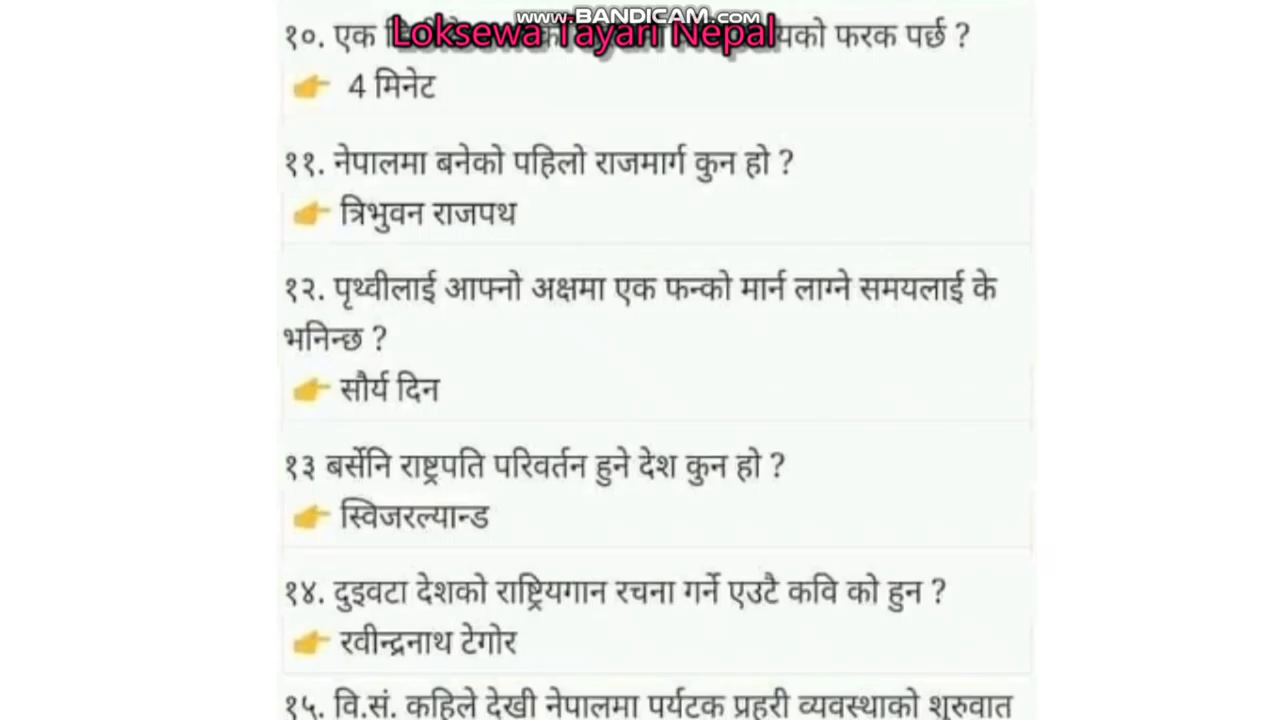 www.BANDICAM.com
Loksewa Tayari Nepal
१०. एक फरक पर्छ ?
👉 4 मिनेट
११. नेपालमा बनेको पहिलो राजमार्ग कुन हो ?
👉 त्रिभुवन राजपथ
१२. पृथ्वीलाई आफ्नो अक्षमा एक फन्को मार्न लाग्ने समयलाई के
भनिन्छ ?
👉 सौर्य दिन
१३ बर्सेनि राष्ट्रपति परिवर्तन हुने देश कुन हो ?
👉 स्विजरल्यान्ड
१४. दुइवटा देशको राष्ट्रियगान रचना गर्ने एउटै कवि को हुन ?
👉 रवीन्द्रनाथ टेगोर
१५. वि.सं. कहिले देखी नेपालमा पर्यटक प्रहरी व्यवस्थाको शुरुवात